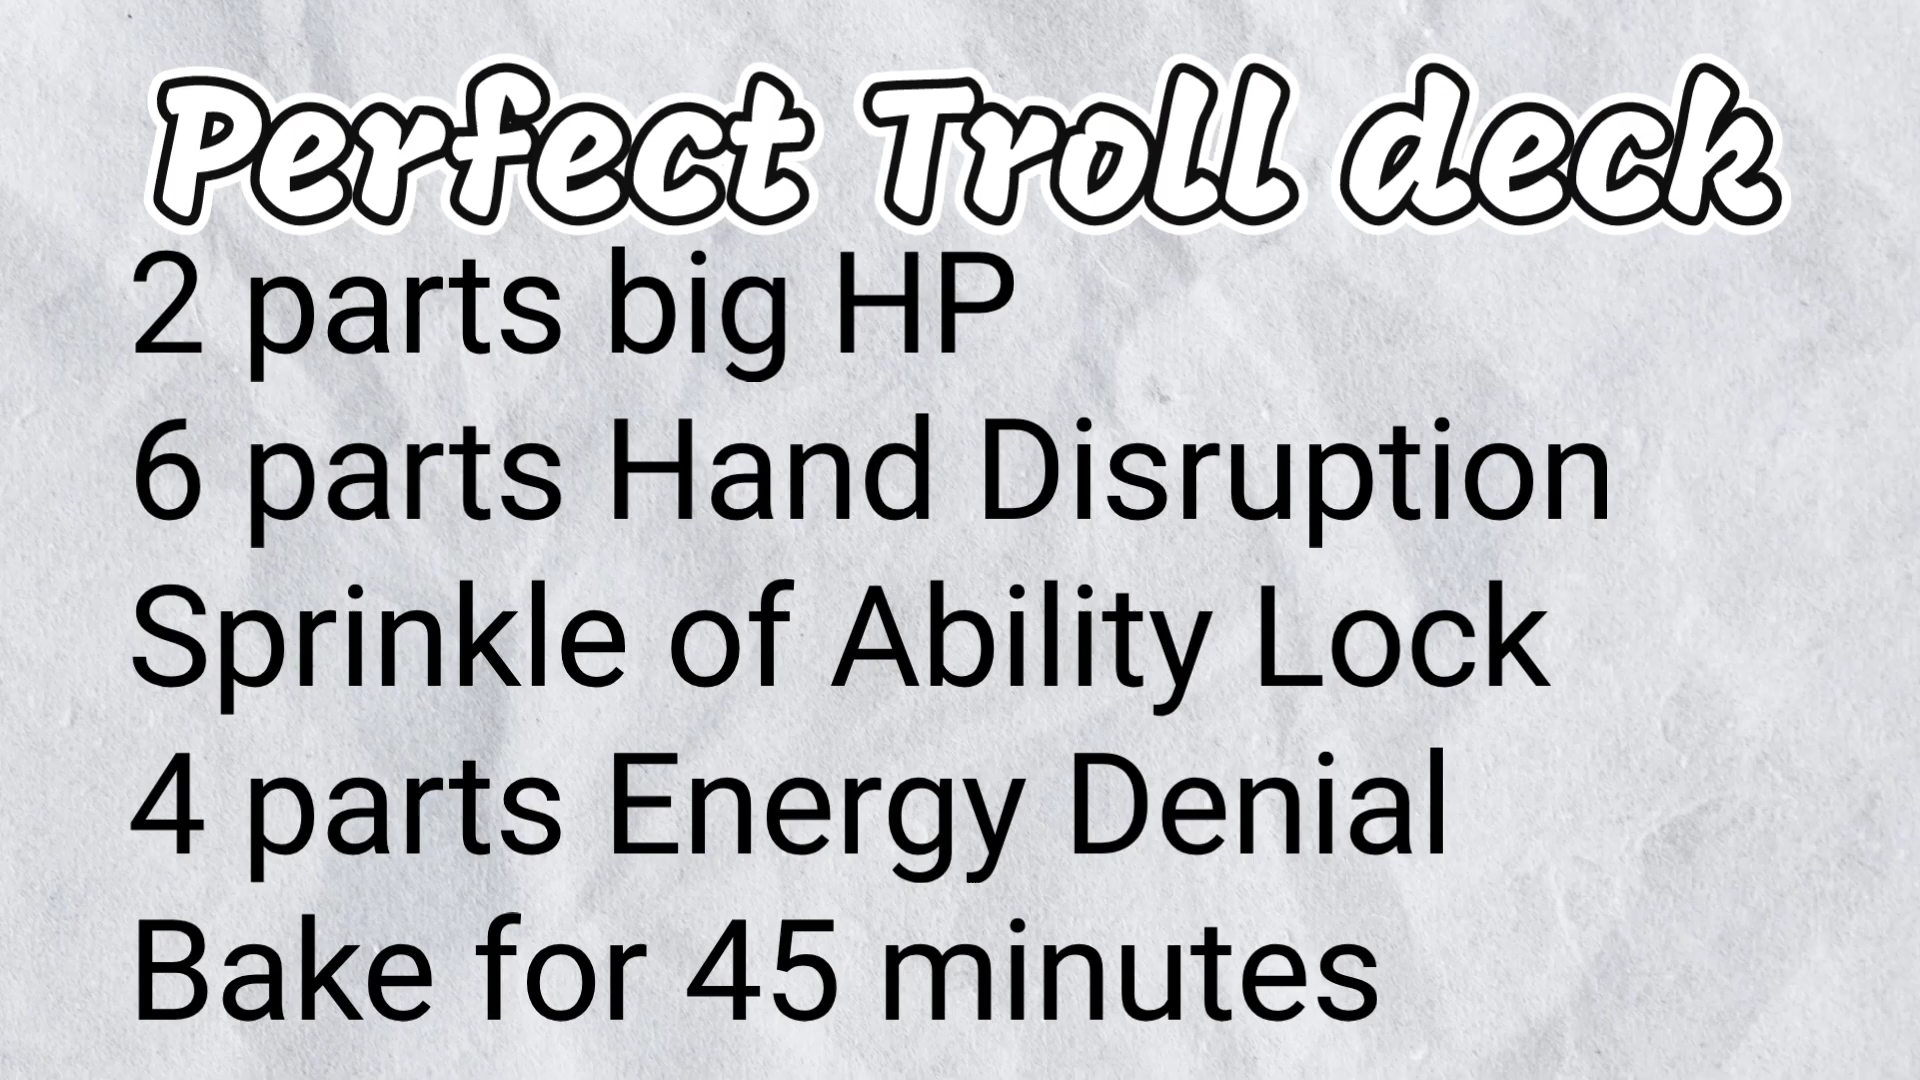 Perfect Troll deck
2 parts big HP
6 parts Hand Disruption
Sprinkle of Ability Lock
4 parts Energy Denial
Bake for 45 minutes